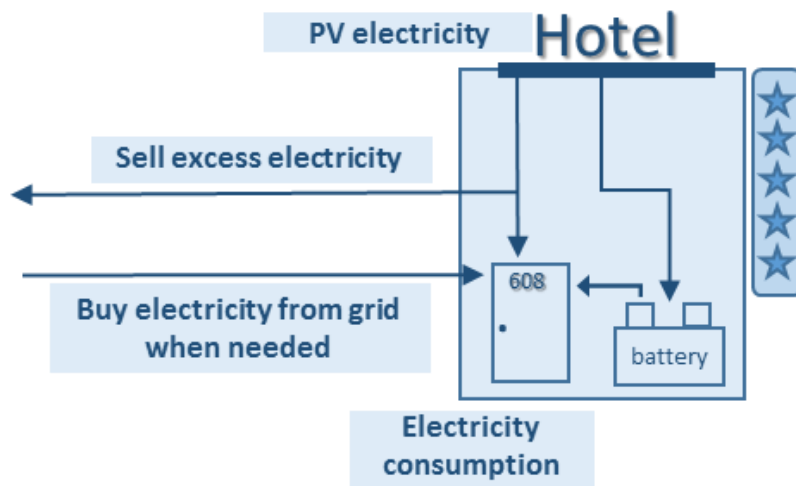 PV electricity
Hotel
Sell excess electricity
608
Buy electricity from grid
when needed
battery
Electricity
consumption